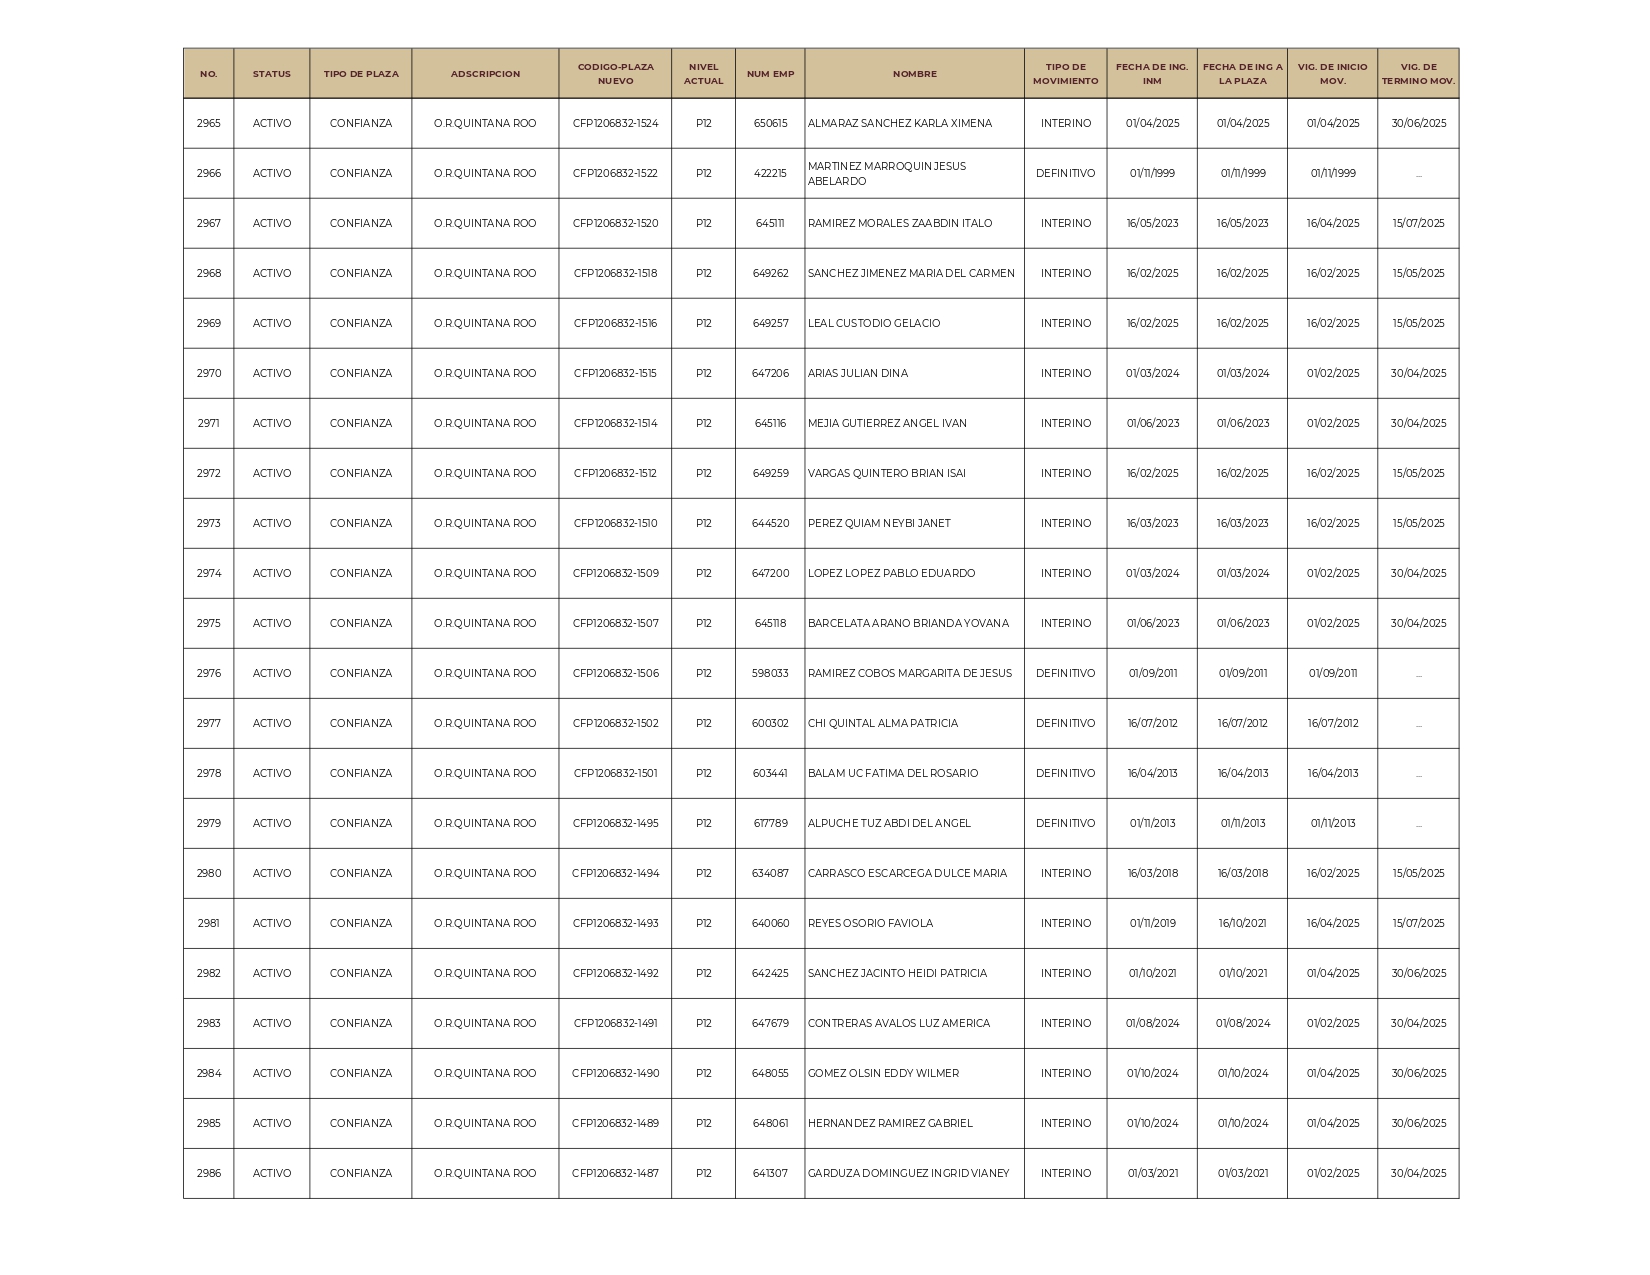 NO. STATUS TIPO DE PLAZA ADSCRIPCION CODIGO-PLAZA NUEVO NIVEL ACTUAL NUM EMP NOMBRE TIPO DE MOVIMIENTO FECHA DE ING. INM FECHA DE ING A LA PLAZA VIG. DE INICIO MOV. VIG. DE TERMINO MOV.
2965 ACTIVO CONFIANZA O.R.QUINTANA ROO CFP1206832-1524 P12 650615 ALMARAZ SANCHEZ KARLA XIMENA INTERINO 01/04/2025 01/04/2025 01/04/2025 30/06/2025
2966 ACTIVO CONFIANZA O.R.QUINTANA ROO CFP1206832-1522 P12 422215 MARTINEZ MARROQUIN JESUS ABELARDO DEFINITIVO 01/11/1999 01/11/1999 01/11/1999 ...
2967 ACTIVO CONFIANZA O.R.QUINTANA ROO CFP1206832-1520 P12 645111 RAMIREZ MORALES ZAABDIN ITALO INTERINO 16/05/2023 16/05/2023 16/04/2025 15/07/2025
2968 ACTIVO CONFIANZA O.R.QUINTANA ROO CFP1206832-1518 P12 649262 SANCHEZ JIMENEZ MARIA DEL CARMEN INTERINO 16/02/2025 16/02/2025 16/02/2025 15/05/2025
2969 ACTIVO CONFIANZA O.R.QUINTANA ROO CFP1206832-1516 P12 649257 LEAL CUSTODIO GELACIO INTERINO 16/02/2025 16/02/2025 16/02/2025 15/05/2025
2970 ACTIVO CONFIANZA O.R.QUINTANA ROO CFP1206832-1515 P12 647206 ARIAS JULIAN DINA INTERINO 01/03/2024 01/03/2024 01/02/2025 30/04/2025
2971 ACTIVO CONFIANZA O.R.QUINTANA ROO CFP1206832-1514 P12 645116 MEJIA GUTIERREZ ANGEL IVAN INTERINO 01/06/2023 01/06/2023 01/02/2025 30/04/2025
2972 ACTIVO CONFIANZA O.R.QUINTANA ROO CFP1206832-1512 P12 649259 VARGAS QUINTERO BRIAN ISAI INTERINO 16/02/2025 16/02/2025 16/02/2025 15/05/2025
2973 ACTIVO CONFIANZA O.R.QUINTANA ROO CFP1206832-1510 P12 644520 PEREZ QUIAM NEYBI JANET INTERINO 16/03/2023 16/03/2023 16/02/2025 15/05/2025
2974 ACTIVO CONFIANZA O.R.QUINTANA ROO CFP1206832-1509 P12 647200 LOPEZ LOPEZ PABLO EDUARDO INTERINO 01/03/2024 01/03/2024 01/02/2025 30/04/2025
2975 ACTIVO CONFIANZA O.R.QUINTANA ROO CFP1206832-1507 P12 645118 BARCELATA ARANO BRIANDA YOVANA INTERINO 01/06/2023 01/06/2023 01/02/2025 30/04/2025
2976 ACTIVO CONFIANZA O.R.QUINTANA ROO CFP1206832-1506 P12 598033 RAMIREZ COBOS MARGARITA DE JESUS DEFINITIVO 01/09/2011 01/09/2011 01/09/2011 ...
2977 ACTIVO CONFIANZA O.R.QUINTANA ROO CFP1206832-1502 P12 600302 CHI QUINTAL ALMA PATRICIA DEFINITIVO 16/07/2012 16/07/2012 16/07/2012 ...
2978 ACTIVO CONFIANZA O.R.QUINTANA ROO CFP1206832-1501 P12 603441 BALAM UC FATIMA DEL ROSARIO DEFINITIVO 16/04/2013 16/04/2013 16/04/2013 ...
2979 ACTIVO CONFIANZA O.R.QUINTANA ROO CFP1206832-1495 P12 617789 ALPUCHE TUZ ABDI DEL ANGEL DEFINITIVO 01/11/2013 01/11/2013 01/11/2013 ...
2980 ACTIVO CONFIANZA O.R.QUINTANA ROO CFP1206832-1494 P12 634087 CARRASCO ESCARCEGA DULCE MARIA INTERINO 16/03/2018 16/03/2018 16/02/2025 15/05/2025
2981 ACTIVO CONFIANZA O.R.QUINTANA ROO CFP1206832-1493 P12 640060 REYES OSORIO FAVIOLA INTERINO 01/11/2019 16/10/2021 16/04/2025 15/07/2025
2982 ACTIVO CONFIANZA O.R.QUINTANA ROO CFP1206832-1492 P12 642425 SANCHEZ JACINTO HEIDI PATRICIA INTERINO 01/10/2021 01/10/2021 01/04/2025 30/06/2025
2983 ACTIVO CONFIANZA O.R.QUINTANA ROO CFP1206832-1491 P12 647679 CONTRERAS AVALOS LUZ AMERICA INTERINO 01/08/2024 01/08/2024 01/02/2025 30/04/2025
2984 ACTIVO CONFIANZA O.R.QUINTANA ROO CFP1206832-1490 P12 648055 GOMEZ OLSIN EDDY WILMER INTERINO 01/10/2024 01/10/2024 01/04/2025 30/06/2025
2985 ACTIVO CONFIANZA O.R.QUINTANA ROO CFP1206832-1489 P12 648061 HERNANDEZ RAMIREZ GABRIEL INTERINO 01/10/2024 01/10/2024 01/04/2025 30/06/2025
2986 ACTIVO CONFIANZA O.R.QUINTANA ROO CFP1206832-1487 P12 641307 GARDUZA DOMINGUEZ INGRID VIANEY INTERINO 01/03/2021 01/03/2021 01/02/2025 30/04/2025